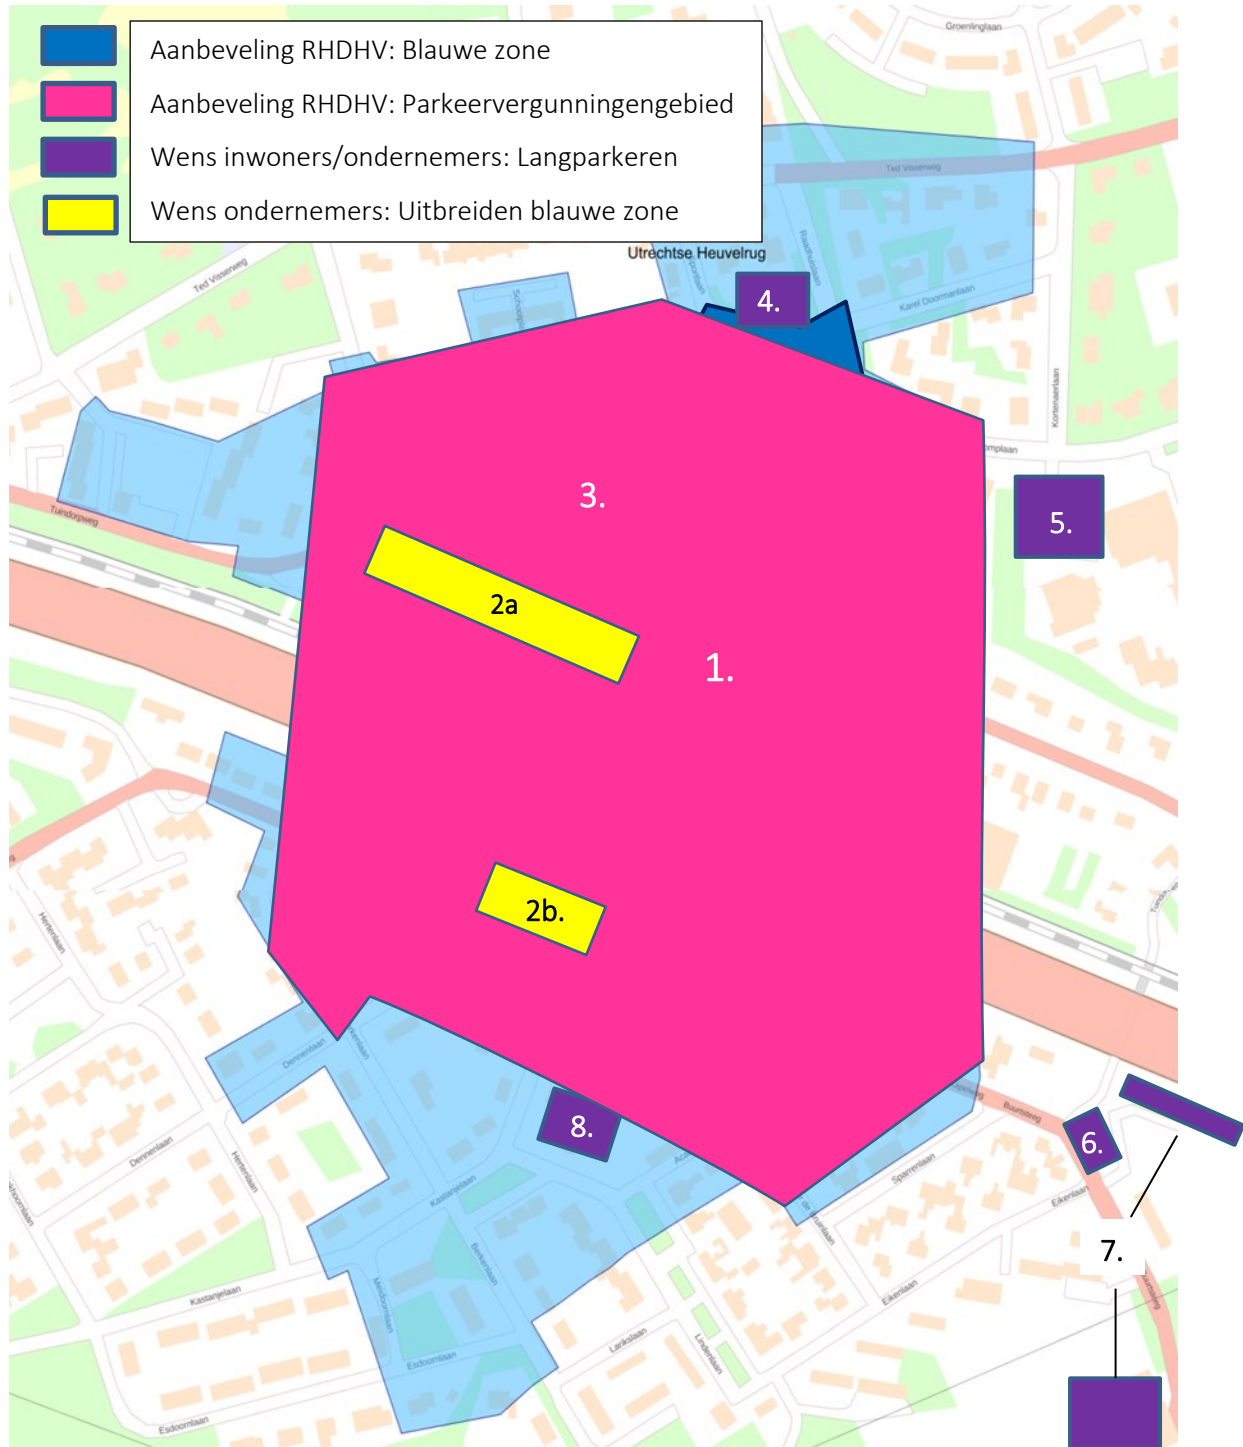 Aanbeveling RHDHV: Blauwe zone
Aanbeveling RHDHV: Parkeervergunningengebied
Wens inwoners/ondernemers: Langparkeren
Wens ondernemers: Uitbreiden blauwe zone
Groenlinglaan
Ted Visserweg
Raadhuislaan
Utrechtse Heuvelrug
Ted Visserweg
Karel Doormanlaan
4.
Kortenaerlaan
3.
5.
Tuindorpweg
2a
1.
2b.
Hertenlaan
Dennenlaan
Buurtsteeg
8.
6.
Dennenlaan
Hertenlaan
Sparrenlaan
Kastanjelaan
Eikenlaan
7.
Berkenlaan
Meidoornlaan
Kastanjelaan
Eikenlaan
Larikslaan
Lindenlaan
Esdoornlaan
Esdoornlaan